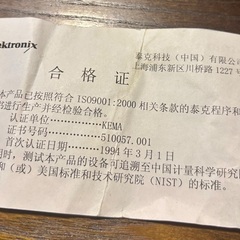 ektronix
泰克科技（中国）有限公司
上海浦东新区川桥路 1227
合 格 证
本产品已按照符合 ISO9001:2000 相关条款的泰克程序和
进行生产并经检验合格。
认证单位————KEMA
证书号码————510057.001
首次认证日期————1994 年 3 月 1 日
时，测试本产品的设备可追溯至中国计量科学研究
和（或）美国标准和技术研究院（NIST）的标准。